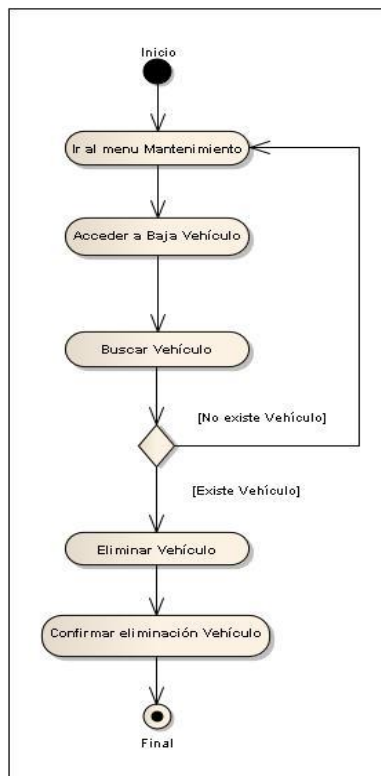 Inicio
Ir al menu Mantenimiento
Acceder a Baja Vehículo
Buscar Vehículo
[No existe Vehículo]
[Existe Vehículo]
Eliminar Vehículo
Confirmar eliminación Vehículo
Final